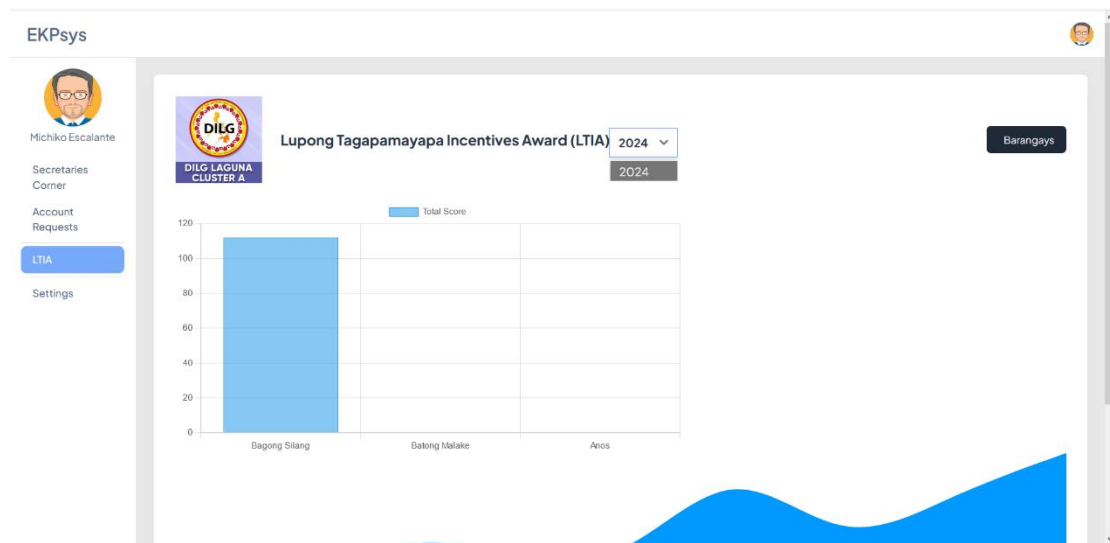 EKPsys
Michiko Escalante
Secretaries
Corner
Account
Requests
LTIA
Settings
DILG
DILG LAGUNA
CLUSTER A
Lupong Tagapamayapa Incentives Award (LTIA)
2024
2024
Barangays
Total Score
120
100
80
60
40
20
0
Bagong Silang
Batong Malake
Anos